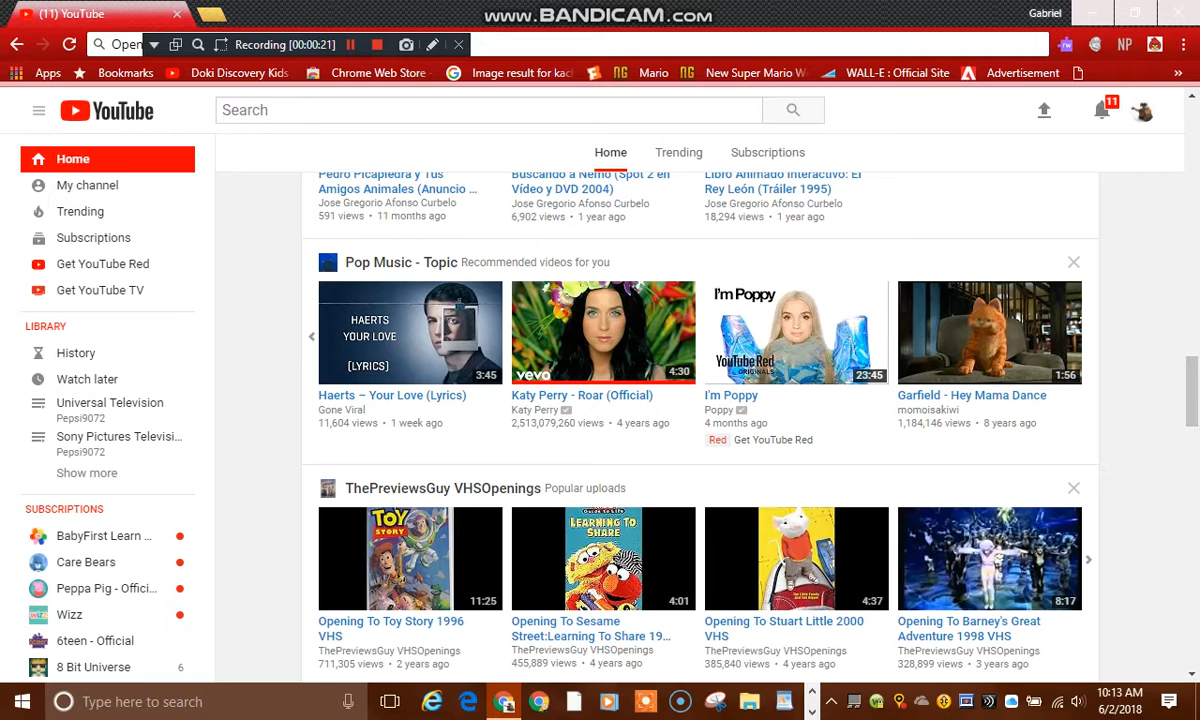 (11) YouTube
www.BANDICAM.com
Gabriel
Open
Recording [00:00:21]
Apps
Bookmarks
Doki Discovery Kids
Chrome Web Store -
Image result for kac
Mario
New Super Mario W
WALL-E : Official Site
Advertisement
YouTube
Search
11
Home
Trending
Subscriptions
Home
My channel
Trending
Subscriptions
Get YouTube Red
Get YouTube TV
LIBRARY
History
Watch later
Universal Television
Pepsi9072
Sony Pictures Televisi...
Pepsi9072
Show more
SUBSCRIPTIONS
BabyFirst Learn ...
Care Bears
Peppa Pig - Offici...
Wizz
6teen - Official
8 Bit Universe 6
Pedro Picapiedra y Tus
Amigos Animales (Anuncio ...
Jose Gregorio Afonso Curbelo
591 views • 11 months ago
Buscando a Nemo (Spot 2 en
Vídeo y DVD 2004)
Jose Gregorio Afonso Curbelo
6,902 views • 1 year ago
Libro Animado Interactivo: El
Rey León (Tráiler 1995)
Jose Gregorio Afonso Curbelo
18,294 views • 1 year ago
Pop Music - Topic Recommended videos for you
HAERTS
YOUR LOVE
[LYRICS]
3:45
Haerts – Your Love (Lyrics)
Gone Viral
11,604 views • 1 week ago
vevo
4:30
Katy Perry - Roar (Official)
Katy Perry
2,513,079,260 views • 4 years ago
I'm Poppy
YouTube Red
ORIGINALS
23:45
I'm Poppy
Poppy
4 months ago
Red Get YouTube Red
1:56
Garfield - Hey Mama Dance
momoisakiwi
1,184,146 views • 8 years ago
ThePreviewsGuy VHSOpenings Popular uploads
TOY
STORY
11:25
Opening To Toy Story 1996
VHS
ThePreviewsGuy VHSOpenings
711,305 views • 2 years ago
LEARNING TO
SHARE
4:01
Opening To Sesame
Street:Learning To Share 19...
ThePreviewsGuy VHSOpenings
455,889 views • 4 years ago
4:37
Opening To Stuart Little 2000
VHS
ThePreviewsGuy VHSOpenings
385,840 views • 4 years ago
8:17
Opening To Barney's Great
Adventure 1998 VHS
ThePreviewsGuy VHSOpenings
328,899 views • 3 years ago
Type here to search
10:13 AM
6/2/2018